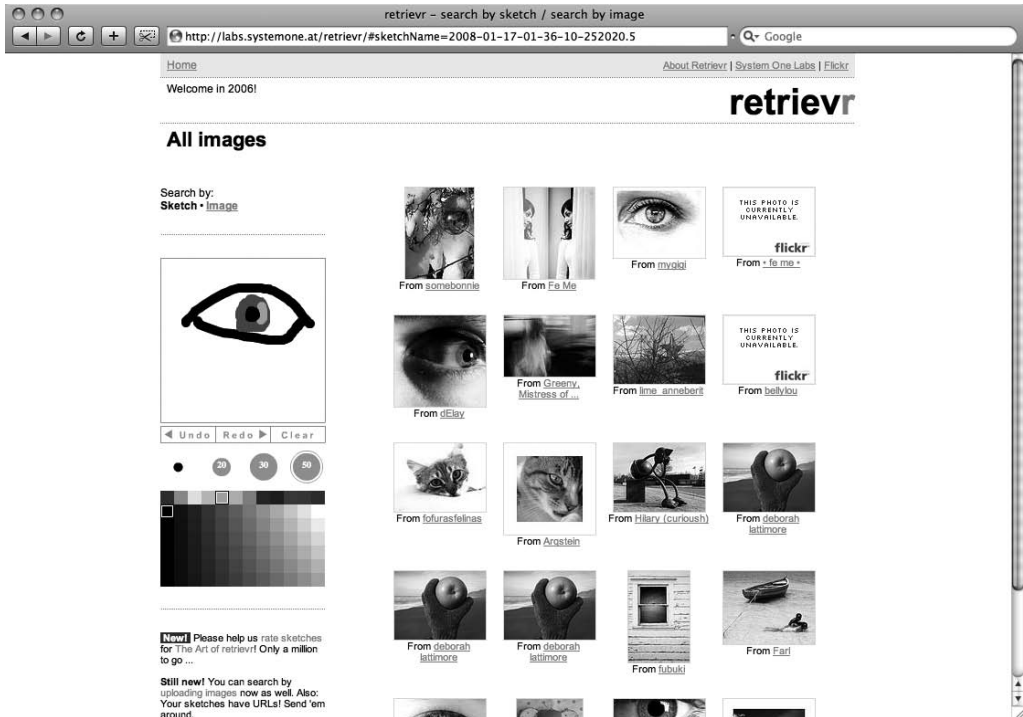 retrievr – search by sketch / search by image
http://labs.systemone.at/retrievr/#sketchName=2008-01-17-01-36-10-252020.5
Google
Home
About Retrievr | System One Labs | Flickr
Welcome in 2006!
retrievr
All images
Search by:
Sketch • Image
Undo
Redo
Clear
20
30
50
New! Please help us rate sketches
for The Art of retrievr! Only a million
to go ...
Still new! You can search by
uploading images now as well. Also:
Your sketches have URLs! Send 'em
around.
From somebonnie
From Fe Me
From mygigi
THIS PHOTO IS
CURRENTLY
UNAVAILABLE.
flickr
From • fe me •
From dElay
From Greeny,
Mistress of ...
From lime_anneberit
THIS PHOTO IS
CURRENTLY
UNAVAILABLE.
flickr
From bellylou
From fofurasfelinas
From Arqstein
From Hilary (curioush)
From deborah
lattimore
From deborah
lattimore
From deborah
lattimore
From fubuki
From Farl